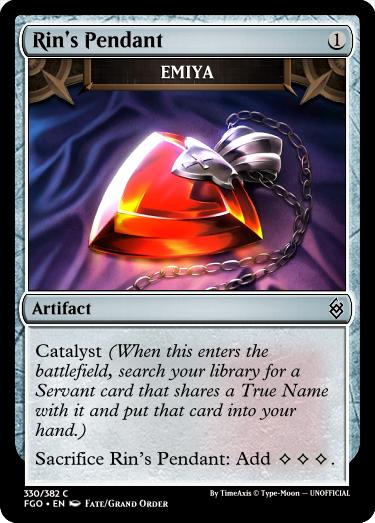 Rin's Pendant 1
EMIYA
Artifact
Catalyst (When this enters the
battlefield, search your library for a
Servant card that shares a True Name
with it and put that card into your
hand.)
Sacrifice Rin's Pendant: Add ◇◇◇.
330/382 C
FGO • EN Fate/Grand Order
By TimeAxis © Type-Moon — UNOFFICIAL